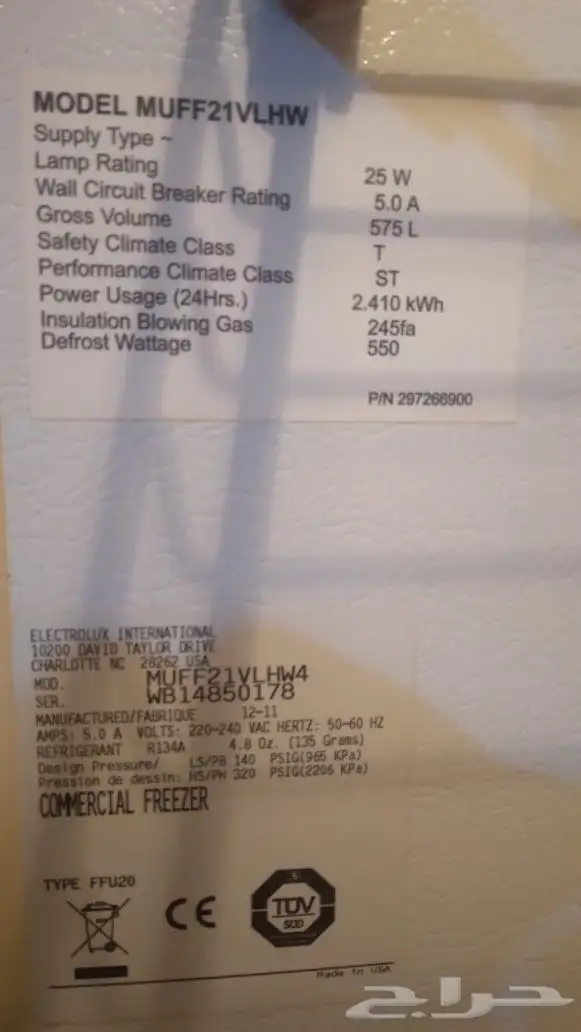 MODEL MUFF21VLHW
Supply Type ~
Lamp Rating 25 W
Wall Circuit Breaker Rating 5.0 A
Gross Volume 575 L
Safety Climate Class T
Performance Climate Class ST
Power Usage (24Hrs.) 2.410 kWh
Insulation Blowing Gas 245fa
Defrost Wattage 550
P/N 297266900
ELECTROLUX INTERNATIONAL
10200 DAVID TAYLOR DRIVE
CHARLOTTE NC 28262 USA
MOD. MUFF21VLHW4
SER. WB14850178
MANUFACTURED/FABRIQUE 12-11
AMPS: 5.0 A VOLTS: 220-240 VAC HERTZ: 50-60 HZ
REFRIGERANT R134A 4.8 Oz. (135 Grams)
Design Pressure/ LS/PB 140 PSIG(965 KPa)
Pression de dessin: HS/PH 320 PSIG(2206 KPa)
COMMERCIAL FREEZER
TYPE FFU20
CE
TÜV
SÜD
Made in USA
حراج